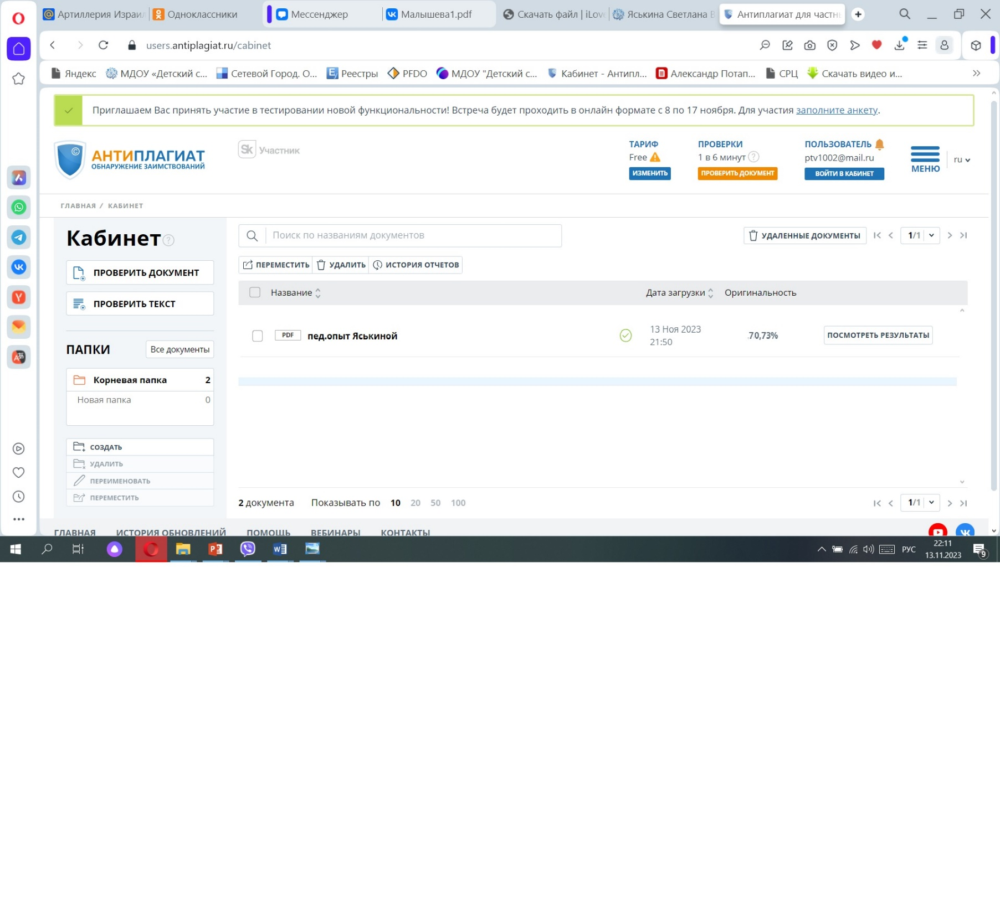 Артиллерия Израил
Одноклассники
Мессенджер
Малышева1.pdf
Скачать файл | iLove
Яськина Светлана В
Антиплагиат для частн
users.antiplagiat.ru/cabinet
Яндекс
МДОУ «Детский с...
Сетевой Город. О...
Реестры
PFDO
МДОУ "Детский с...
Кабинет - Антипл...
Александр Потап...
СРЦ
Скачать видео и...
Приглашаем Вас принять участие в тестировании новой функциональности! Встреча будет проходить в онлайн формате с 8 по 17 ноября. Для участия заполните анкету.
АНТИПЛАГИАТ
ОБНАРУЖЕНИЕ ЗАИМСТВОВАНИЙ
Sk Участник
ТАРИФ
Free
ИЗМЕНИТЬ
ПРОВЕРКИ
1 в 6 минут ?
ПРОВЕРИТЬ ДОКУМЕНТ
ПОЛЬЗОВАТЕЛЬ
ptv1002@mail.ru
ВОЙТИ В КАБИНЕТ
МЕНЮ
ru
ГЛАВНАЯ / КАБИНЕТ
Кабинет ?
ПРОВЕРИТЬ ДОКУМЕНТ
ПРОВЕРИТЬ ТЕКСТ
ПАПКИ
Все документы
Корневая папка 2
Новая папка 0
СОЗДАТЬ
УДАЛИТЬ
ПЕРЕИМЕНОВАТЬ
ПЕРЕМЕСТИТЬ
Поиск по названиям документов
УДАЛЕННЫЕ ДОКУМЕНТЫ
1/1
ПЕРЕМЕСТИТЬ
УДАЛИТЬ
ИСТОРИЯ ОТЧЕТОВ
Название
Дата загрузки
Оригинальность
PDF
пед.опыт Яськиной
13 Ноя 2023
21:50
70,73%
ПОСМОТРЕТЬ РЕЗУЛЬТАТЫ
2 документа
Показывать по 10 20 50 100
1/1
ГЛАВНАЯ
ИСТОРИЯ ОБНОВЛЕНИЙ
ПОМОЩЬ
ВЕБИНАРЫ
КОНТАКТЫ
РУС
22:11
13.11.2023
9